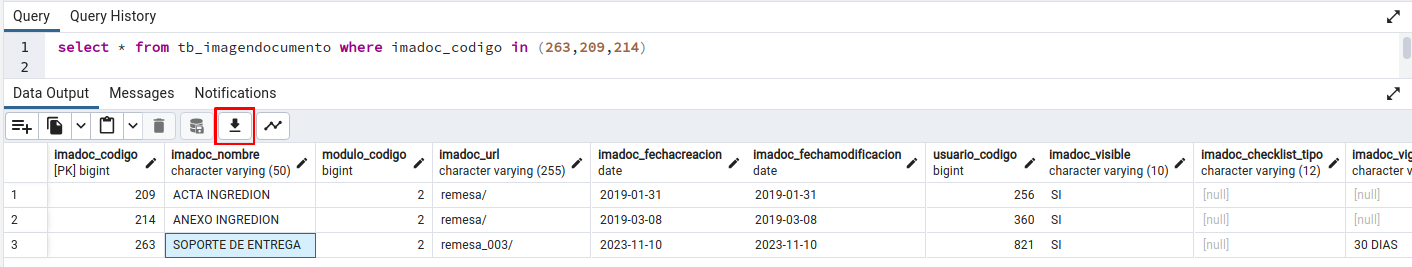 Query Query History
1 select * from tb_imagendocumento where imadoc_codigo in (263,209,214)
2
Data Output Messages Notifications
imadoc_codigo imadoc_nombre modulo_codigo imadoc_url imadoc_fechacreacion imadoc_fechamodificacion usuario_codigo imadoc_visible imadoc_checklist_tipo
[PK] bigint character varying (50) bigint character varying (255) date date bigint character varying (10) character varying (12)
1 209 ACTA INGREDION 2 remesa/ 2019-01-31 2019-01-31 256 SI [null] [null]
2 214 ANEXO INGREDION 2 remesa/ 2019-03-08 2019-03-08 360 SI [null] [null]
3 263 SOPORTE DE ENTREGA 2 remesa_003/ 2023-11-10 2023-11-10 821 SI [null] 30 DIAS